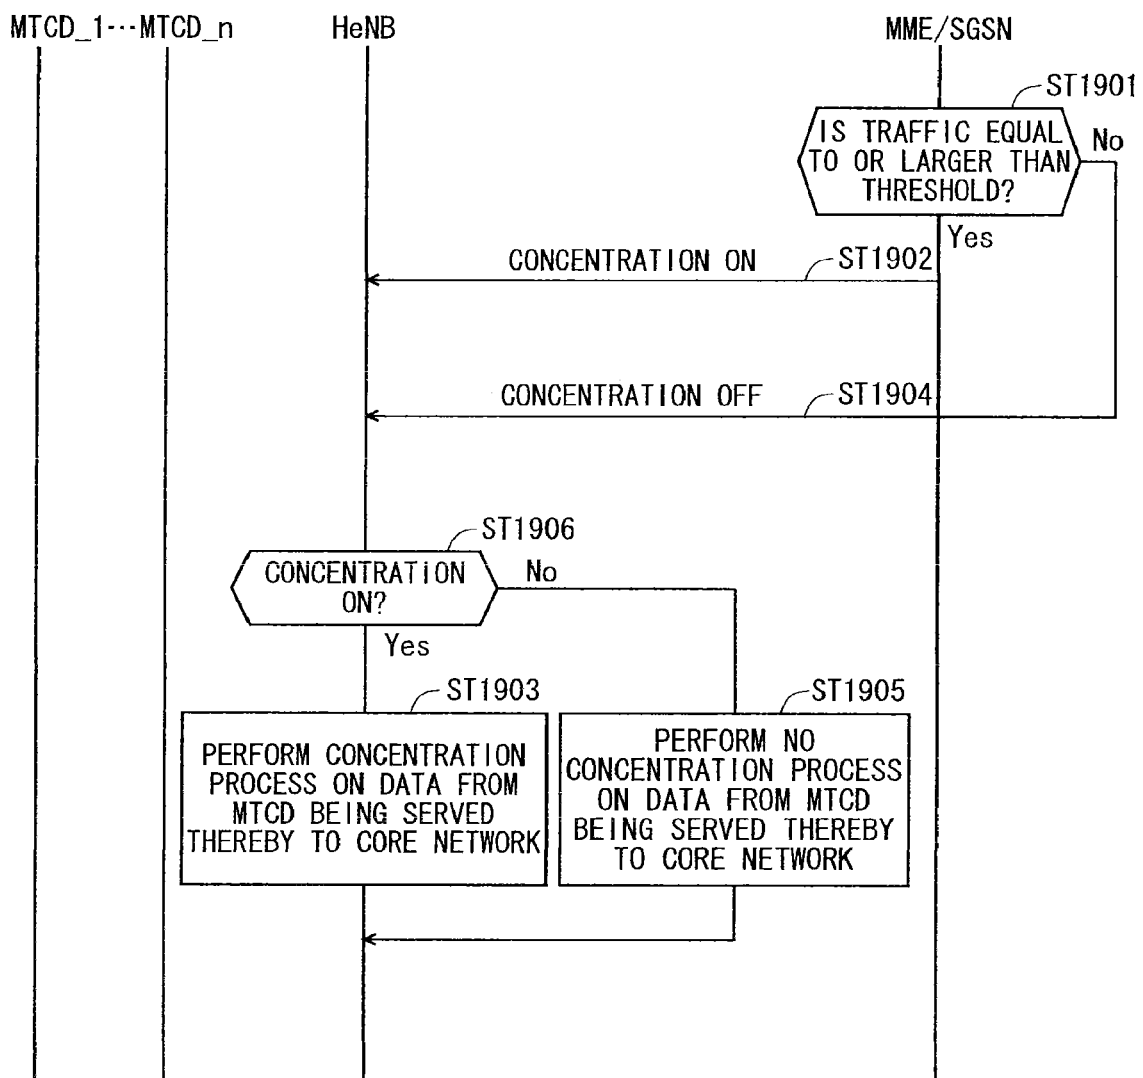 MTCD_1···MTCD_n HeNB MME/SGSN
ST1901
IS TRAFFIC EQUAL
TO OR LARGER THAN
THRESHOLD?
No
Yes
CONCENTRATION ON ST1902
CONCENTRATION OFF ST1904
ST1906
CONCENTRATION
ON?
No
Yes
ST1903
PERFORM CONCENTRATION
PROCESS ON DATA FROM
MTCD BEING SERVED
THEREBY TO CORE NETWORK
ST1905
PERFORM NO
CONCENTRATION PROCESS
ON DATA FROM MTCD
BEING SERVED THEREBY
TO CORE NETWORK